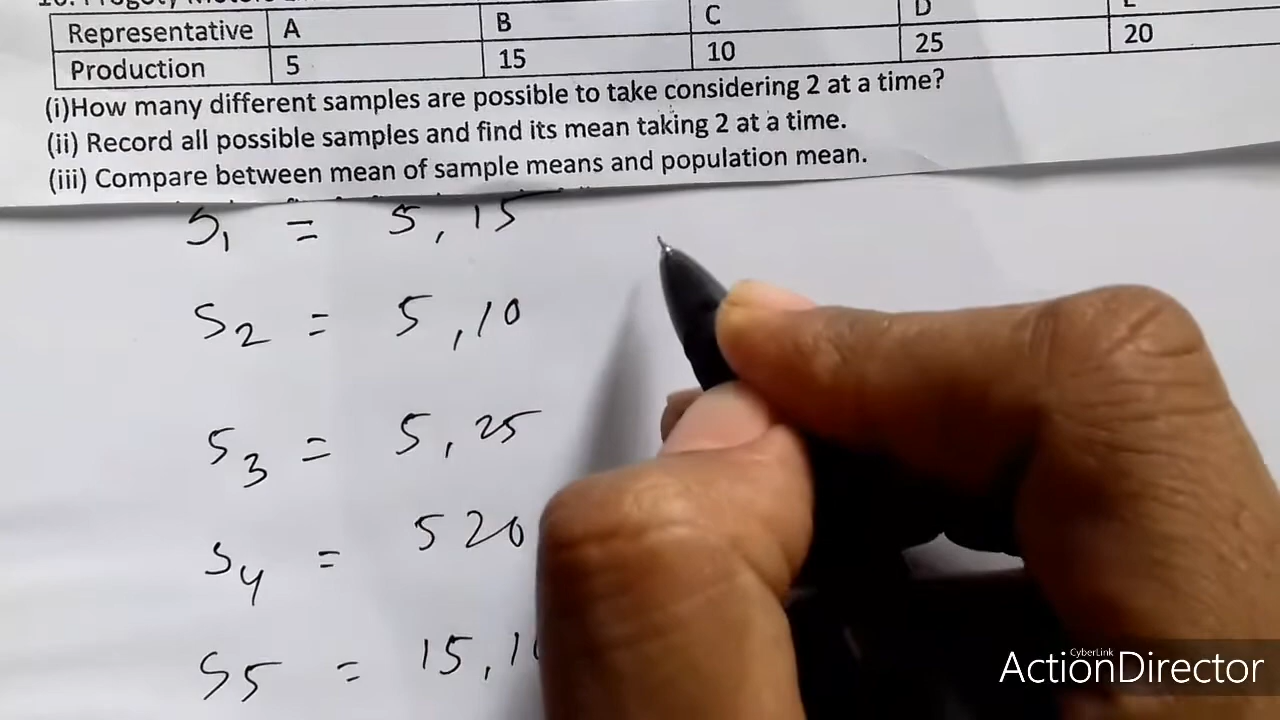 Representative A B C D
Production 5 15 10 25 20
(i)How many different samples are possible to take considering 2 at a time?
(ii) Record all possible samples and find its mean taking 2 at a time.
(iii) Compare between mean of sample means and population mean.
S1 = 5, 15
S2 = 5, 10
S3 = 5, 25
S4 = 5 20
S5 = 15,
CyberLink
ActionDirector